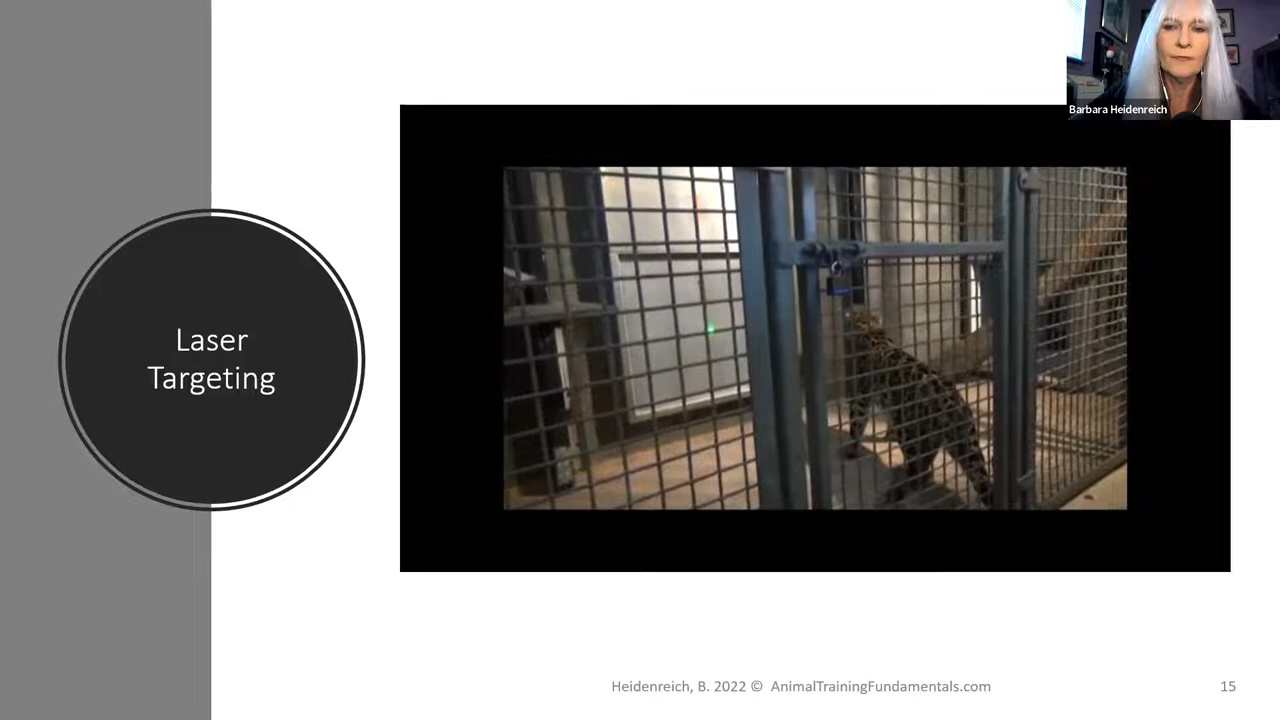 Barbara Heidenreich
Laser
Targeting
Heidenreich, B. 2022 © AnimalTrainingFundamentals.com
15